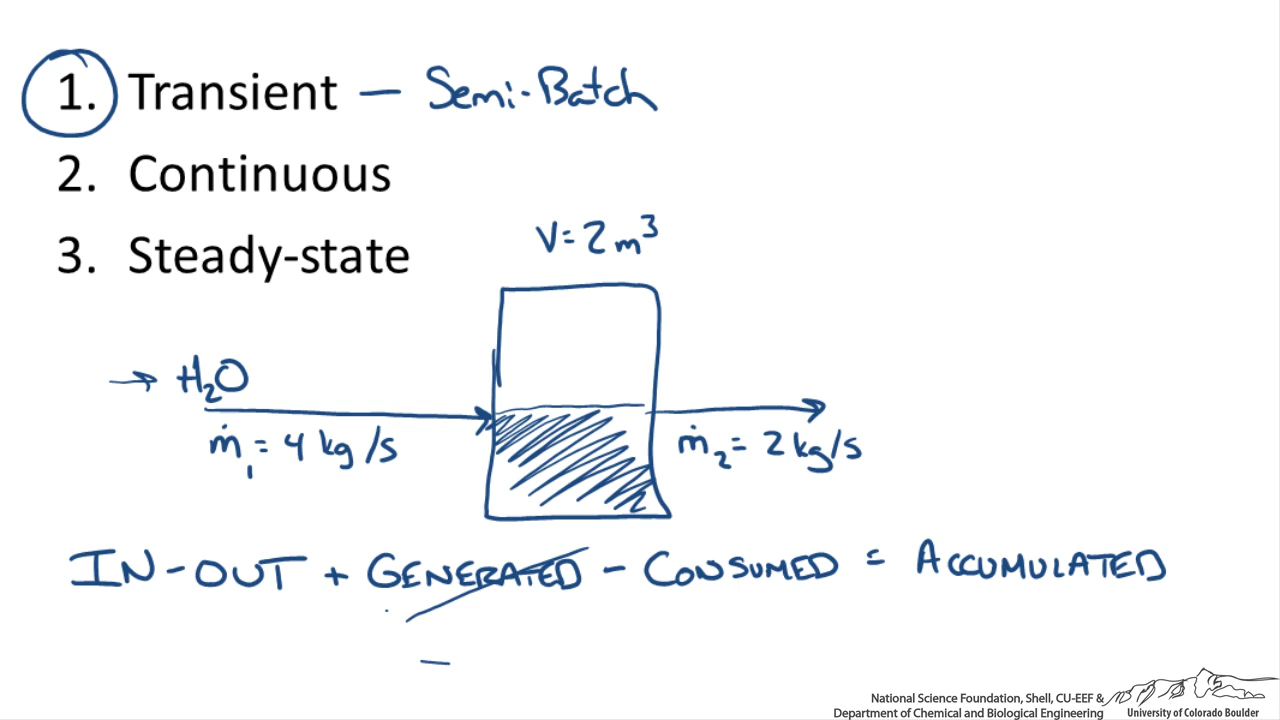 1. Transient — Semi-Batch
2. Continuous
3. Steady-state
V = 2 m³
→ H₂O
ṁ₁ = 4 kg/s
ṁ₂ = 2 kg/s
IN - OUT + GENERATED - CONSUMED = ACCUMULATED
National Science Foundation, Shell, CU-EEF &
Department of Chemical and Biological Engineering
University of Colorado Boulder